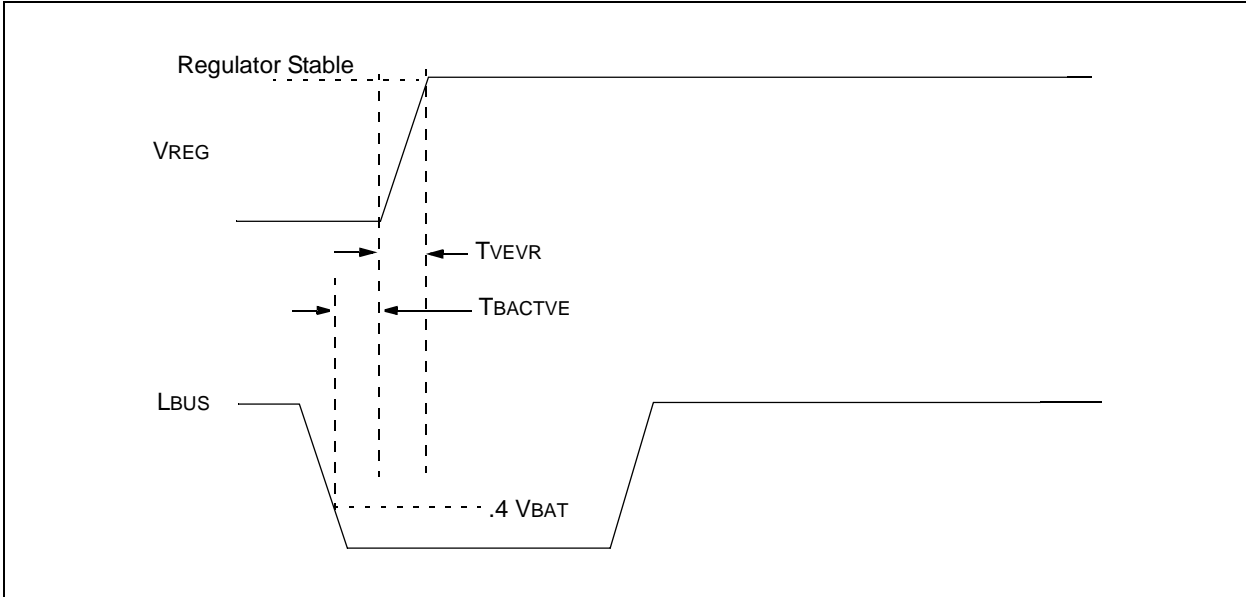 Regulator Stable
VREG
TVEVR
TBACTVE
LBUS
.4 VBAT